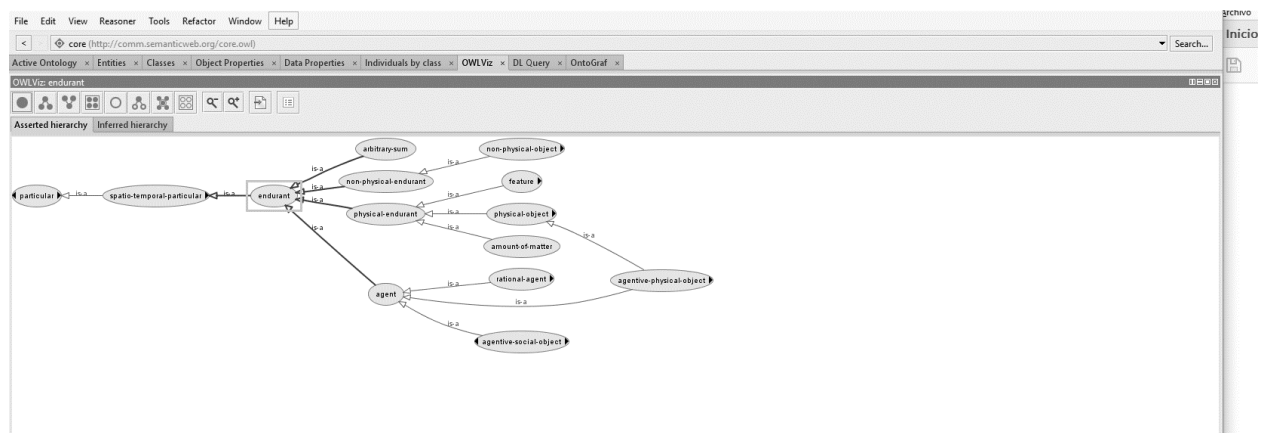 File Edit View Reasoner Tools Refactor Window Help
Archivo
Inicio
< core (http://comm.semanticweb.org/core.owl) Search...
Active Ontology × Entities × Classes × Object Properties × Data Properties × Individuals by class × OWLViz × DL Query × OntoGraf ×
OWLViz: endurant
Asserted hierarchy Inferred hierarchy
arbitrary-sum
non-physical-object
is-a
is-a
non-physical-endurant
feature
is-a
particular
is-a
spatio-temporal-particular
is-a
endurant
is-a
is-a
physical-endurant
is-a
physical-object
is-a
is-a
is-a
amount-of-matter
rational-agent
agentive-physical-object
is-a
agent
is-a
is-a
agentive-social-object